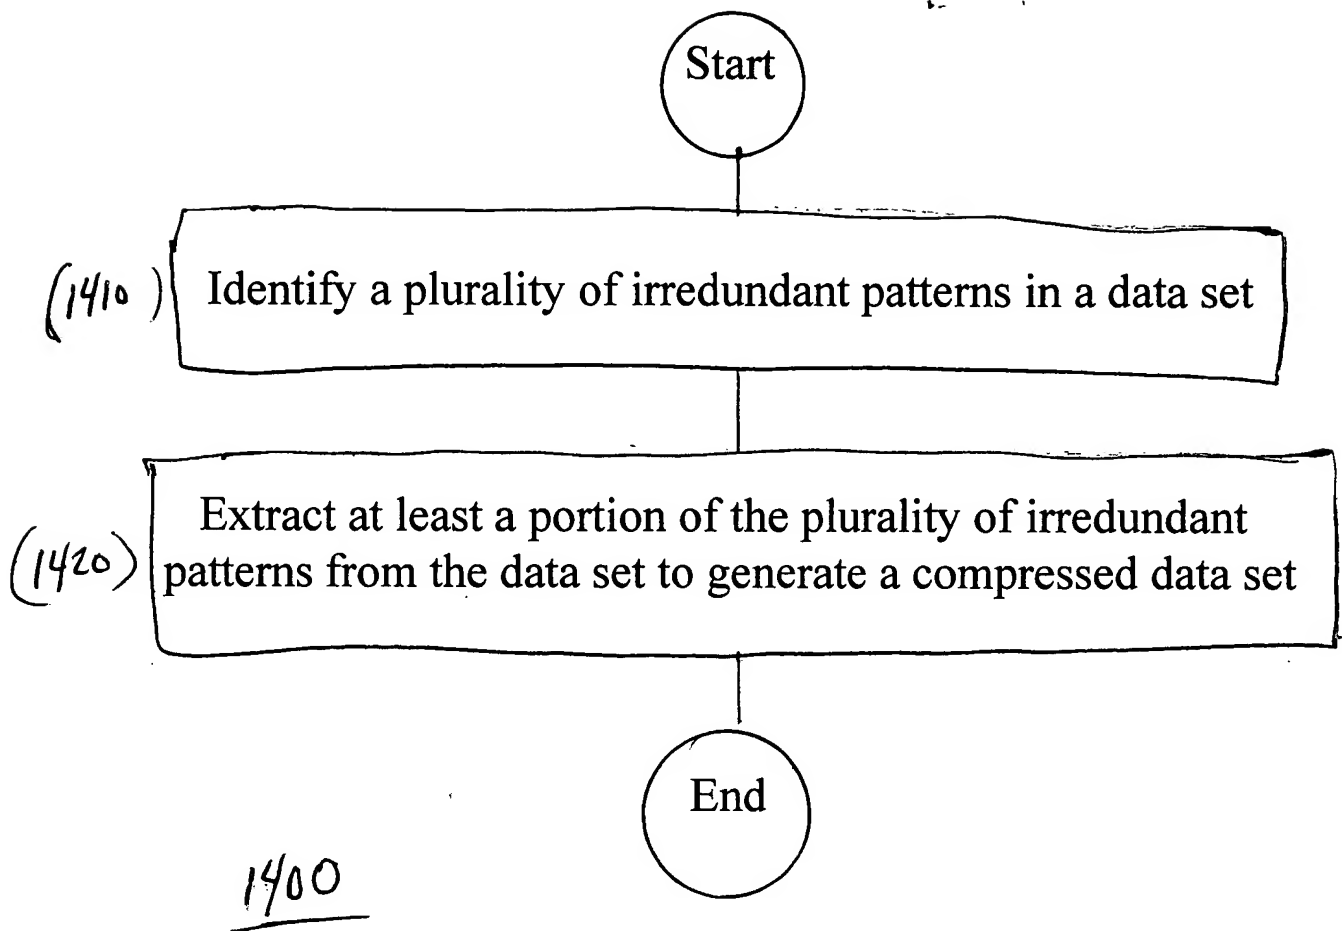 Start
(1410) Identify a plurality of irredundant patterns in a data set
Extract at least a portion of the plurality of irredundant
(1420) patterns from the data set to generate a compressed data set
End
1400